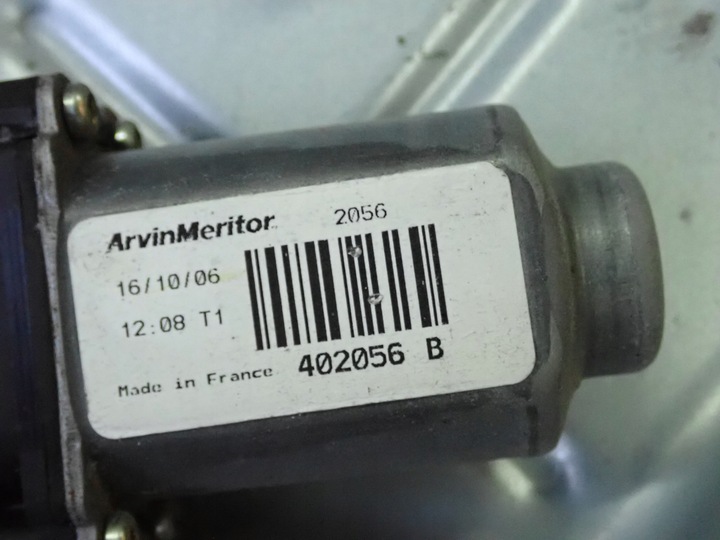 ArvinMeritor 2056
16/10/06
12:08 T1
Made in France 402056 B